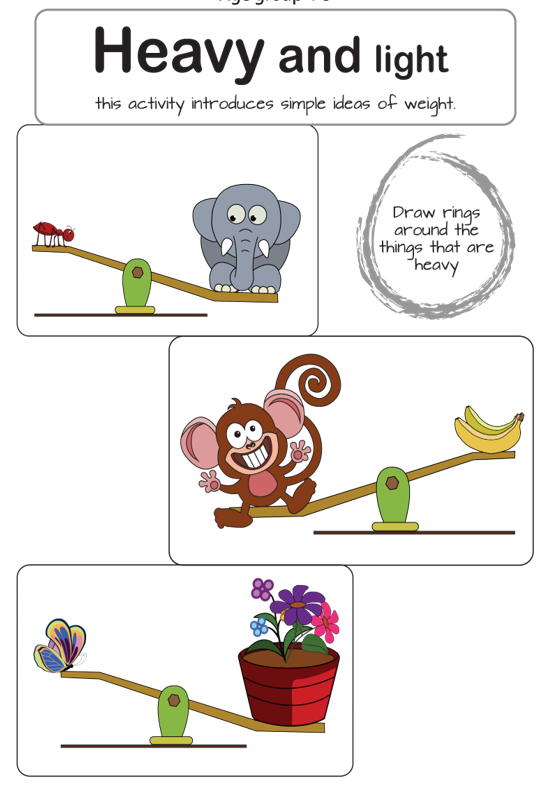 Heavy and light
this activity introduces simple ideas of weight.
Draw rings
around the
things that are
heavy